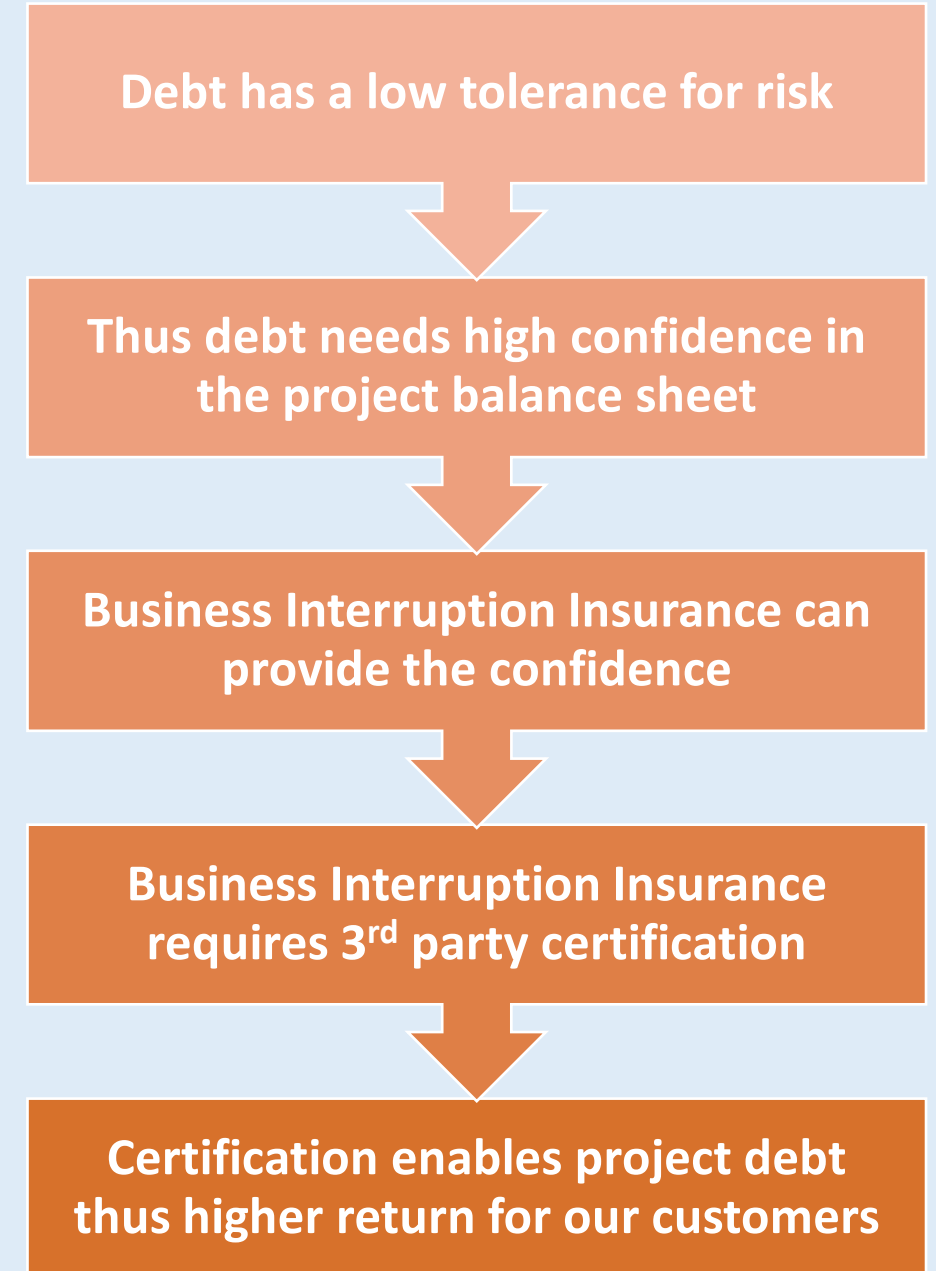 Debt has a low tolerance for risk
Thus debt needs high confidence in
the project balance sheet
Business Interruption Insurance can
provide the confidence
Business Interruption Insurance
requires 3rd party certification
Certification enables project debt
thus higher return for our customers